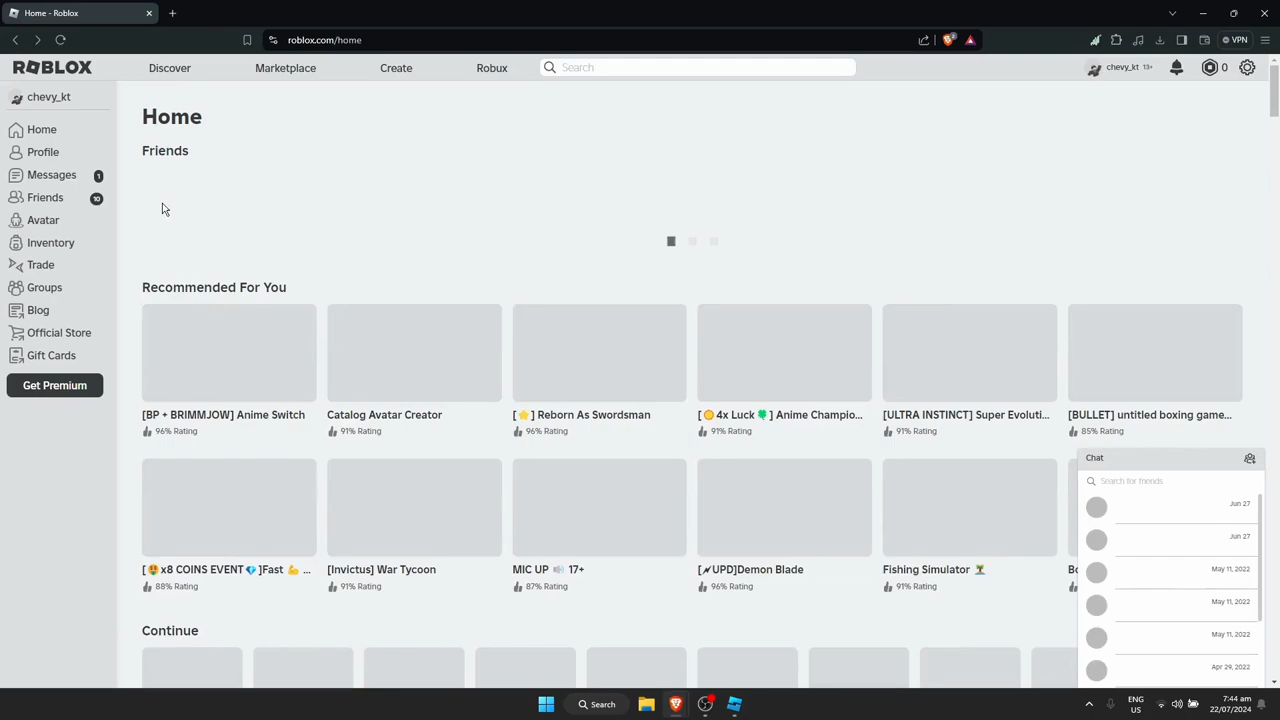 Home - Roblox
roblox.com/home
2
VPN
ROBLOX
Discover
Marketplace
Create
Robux
Search
chevy_kt 13+
0
chevy_kt
Home
Profile
Messages 1
Friends 10
Avatar
Inventory
Trade
Groups
Blog
Official Store
Gift Cards
Get Premium
Home
Friends
Recommended For You
[BP + BRIMMJOW] Anime Switch
96% Rating
Catalog Avatar Creator
91% Rating
[⭐] Reborn As Swordsman
96% Rating
[🌕4x Luck🍀] Anime Champio...
91% Rating
[ULTRA INSTINCT] Super Evoluti...
91% Rating
[BULLET] untitled boxing game...
85% Rating
[🤑x8 COINS EVENT💎]Fast 💪 ...
88% Rating
[Invictus] War Tycoon
91% Rating
MIC UP 🔊 17+
87% Rating
[⚡UPD]Demon Blade
96% Rating
Fishing Simulator 🏝️
91% Rating
Continue
Chat
Search for friends
Jun 27
Jun 27
May 11, 2022
May 11, 2022
May 11, 2022
Apr 29, 2022
Search
ENG
US
7:44 am
22/07/2024